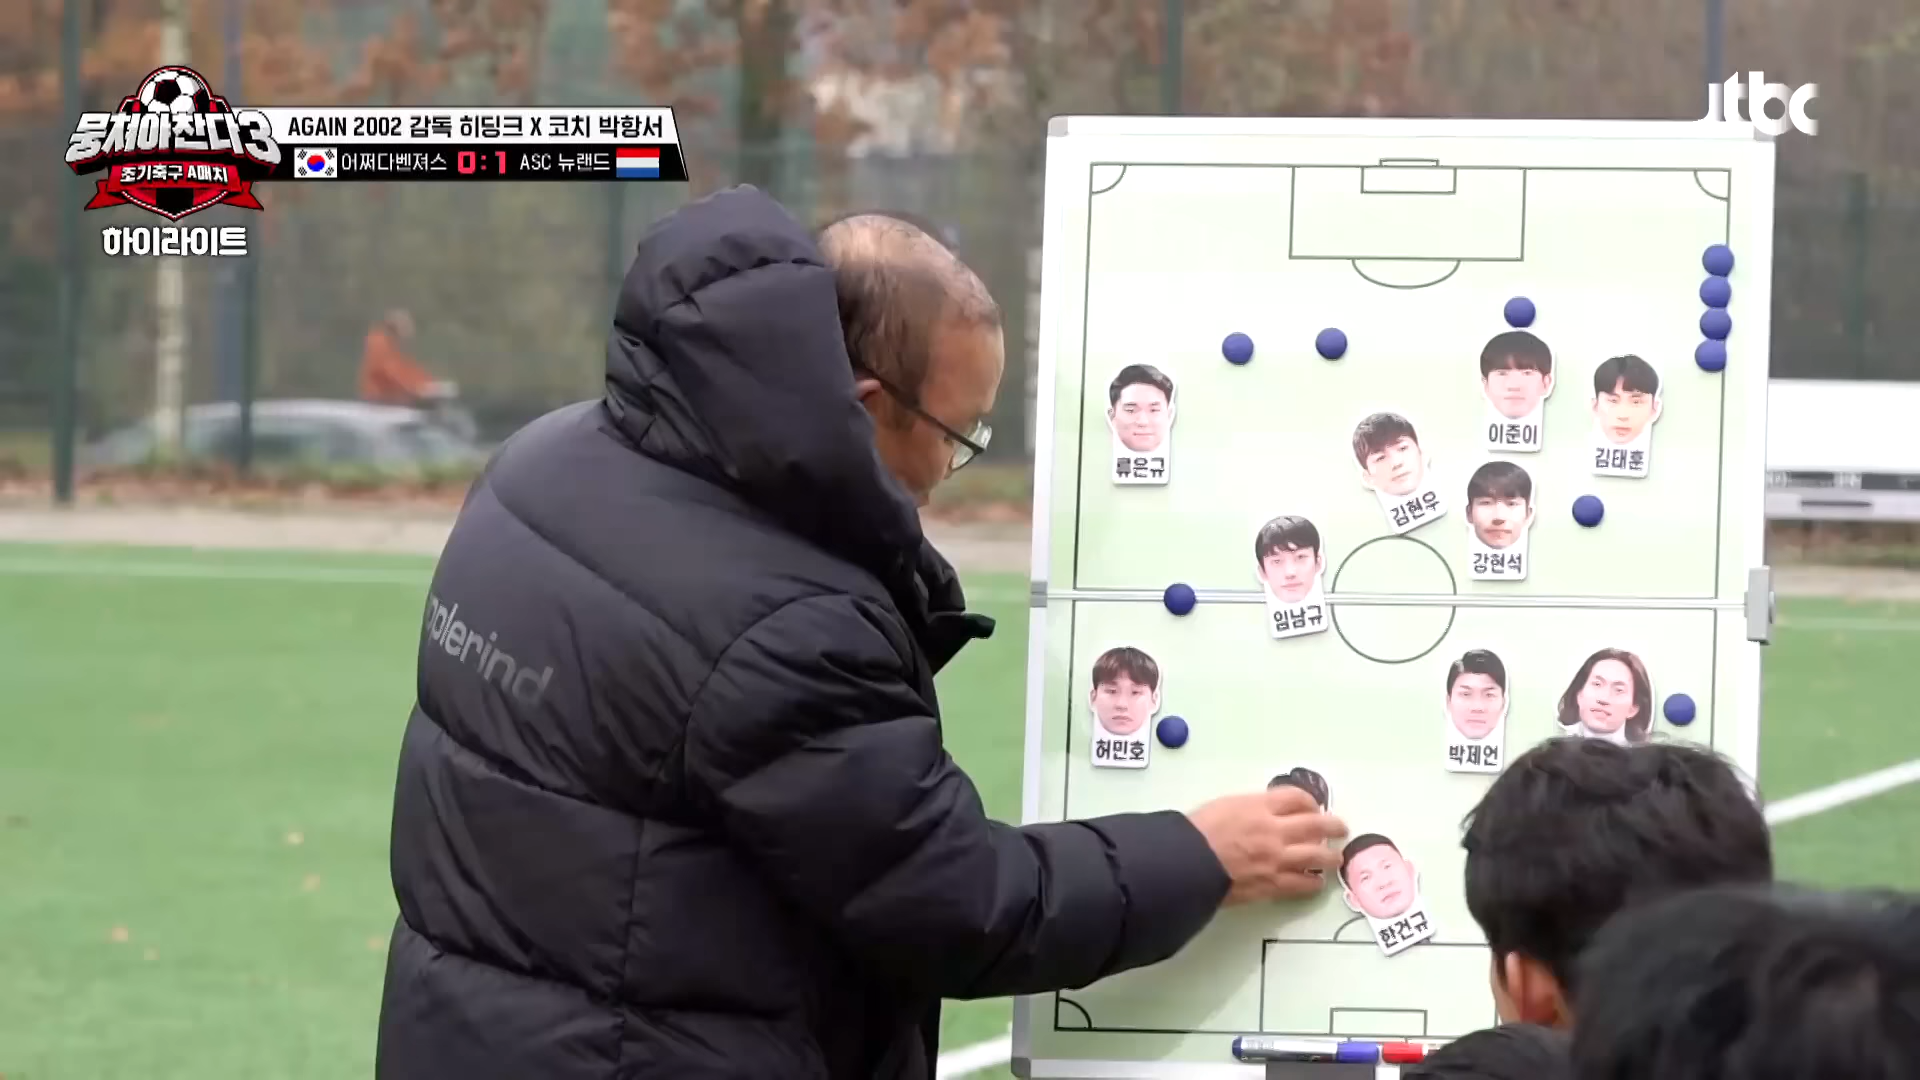 뭉쳐야찬다3
조기축구 A매치
하이라이트
AGAIN 2002 감독 히딩크 X 코치 박항서
어쩌다벤져스 0:1 ASC 뉴랜드
jtbc
이준이
김태훈
류은규
김현우
강현석
임남규
허민호
박제언
한건규